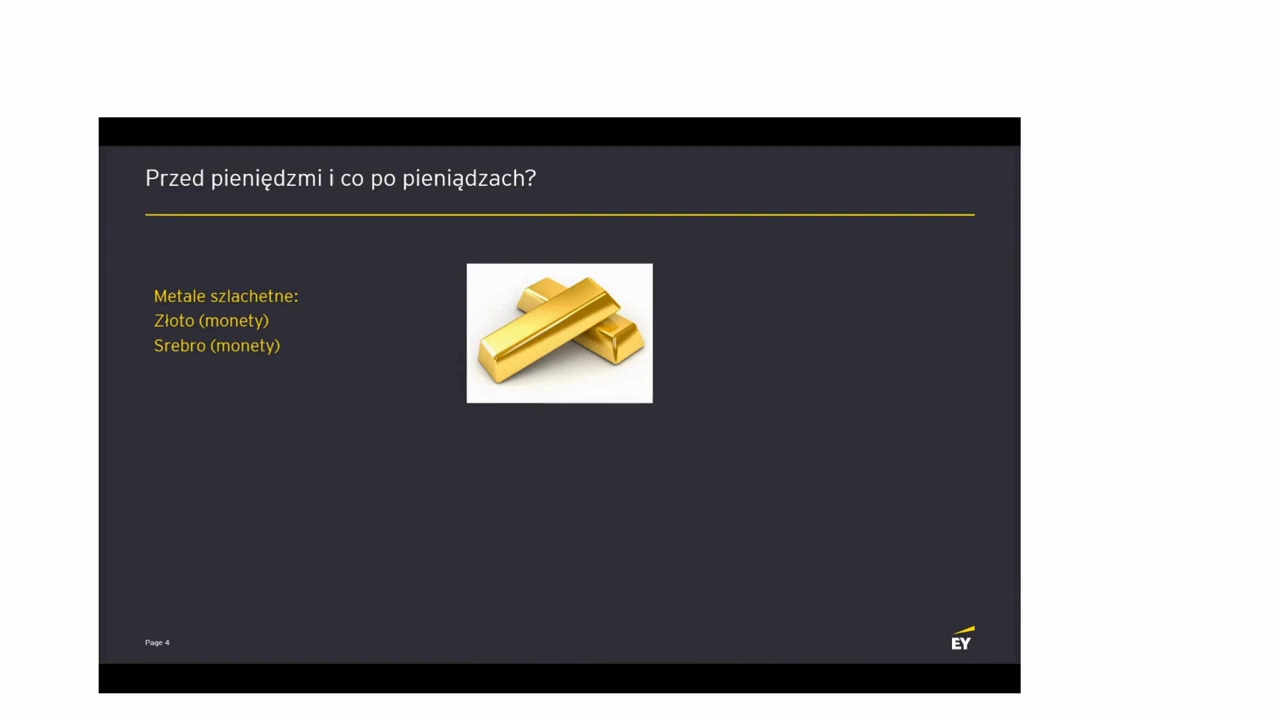 Przed pieniędzmi i co po pieniądzach?
Metale szlachetne:
Złoto (monety)
Srebro (monety)
Page 4
EY